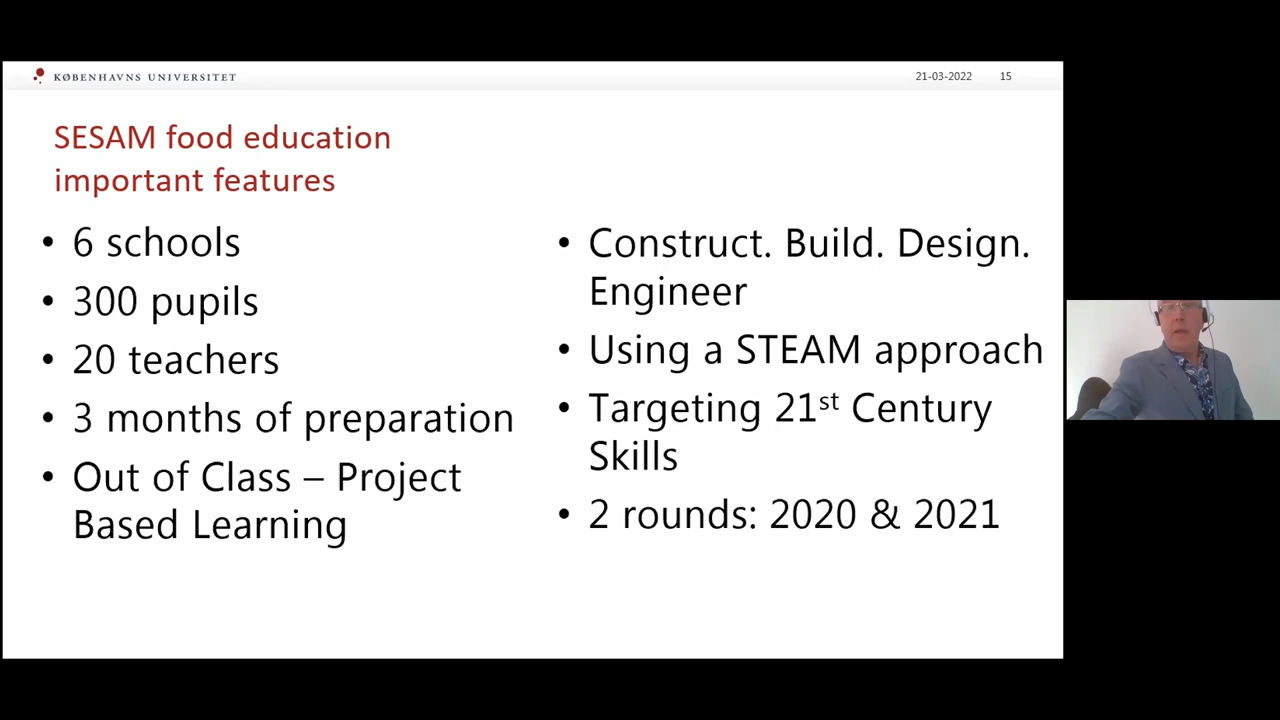 KØBENHAVNS UNIVERSITET
21-03-2022 15
SESAM food education
important features
• 6 schools
• 300 pupils
• 20 teachers
• 3 months of preparation
• Out of Class – Project
Based Learning
• Construct. Build. Design.
Engineer
• Using a STEAM approach
• Targeting 21st Century
Skills
• 2 rounds: 2020 & 2021